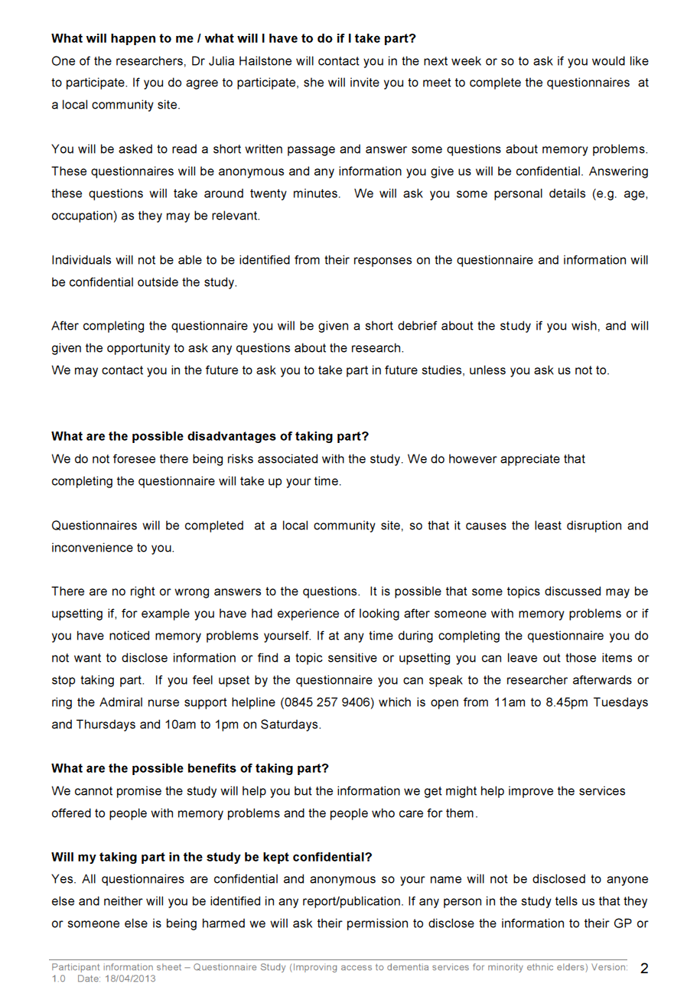 What will happen to me / what will I have to do if I take part?
One of the researchers, Dr Julia Hailstone will contact you in the next week or so to ask if you would like
to participate. If you do agree to participate, she will invite you to meet to complete the questionnaires at
a local community site.
You will be asked to read a short written passage and answer some questions about memory problems.
These questionnaires will be anonymous and any information you give us will be confidential. Answering
these questions will take around twenty minutes. We will ask you some personal details (e.g. age,
occupation) as they may be relevant.
Individuals will not be able to be identified from their responses on the questionnaire and information will
be confidential outside the study.
After completing the questionnaire you will be given a short debrief about the study if you wish, and will
given the opportunity to ask any questions about the research.
We may contact you in the future to ask you to take part in future studies, unless you ask us not to.
What are the possible disadvantages of taking part?
We do not foresee there being risks associated with the study. We do however appreciate that
completing the questionnaire will take up your time.
Questionnaires will be completed at a local community site, so that it causes the least disruption and
inconvenience to you.
There are no right or wrong answers to the questions. It is possible that some topics discussed may be
upsetting if, for example you have had experience of looking after someone with memory problems or if
you have noticed memory problems yourself. If at any time during completing the questionnaire you do
not want to disclose information or find a topic sensitive or upsetting you can leave out those items or
stop taking part. If you feel upset by the questionnaire you can speak to the researcher afterwards or
ring the Admiral nurse support helpline (0845 257 9406) which is open from 11am to 8.45pm Tuesdays
and Thursdays and 10am to 1pm on Saturdays.
What are the possible benefits of taking part?
We cannot promise the study will help you but the information we get might help improve the services
offered to people with memory problems and the people who care for them.
Will my taking part in the study be kept confidential?
Yes. All questionnaires are confidential and anonymous so your name will not be disclosed to anyone
else and neither will you be identified in any report/publication. If any person in the study tells us that they
or someone else is being harmed we will ask their permission to disclose the information to their GP or
Participant information sheet – Questionnaire Study (Improving access to dementia services for minority ethnic elders) Version: 2
1.0 Date: 18/04/2013